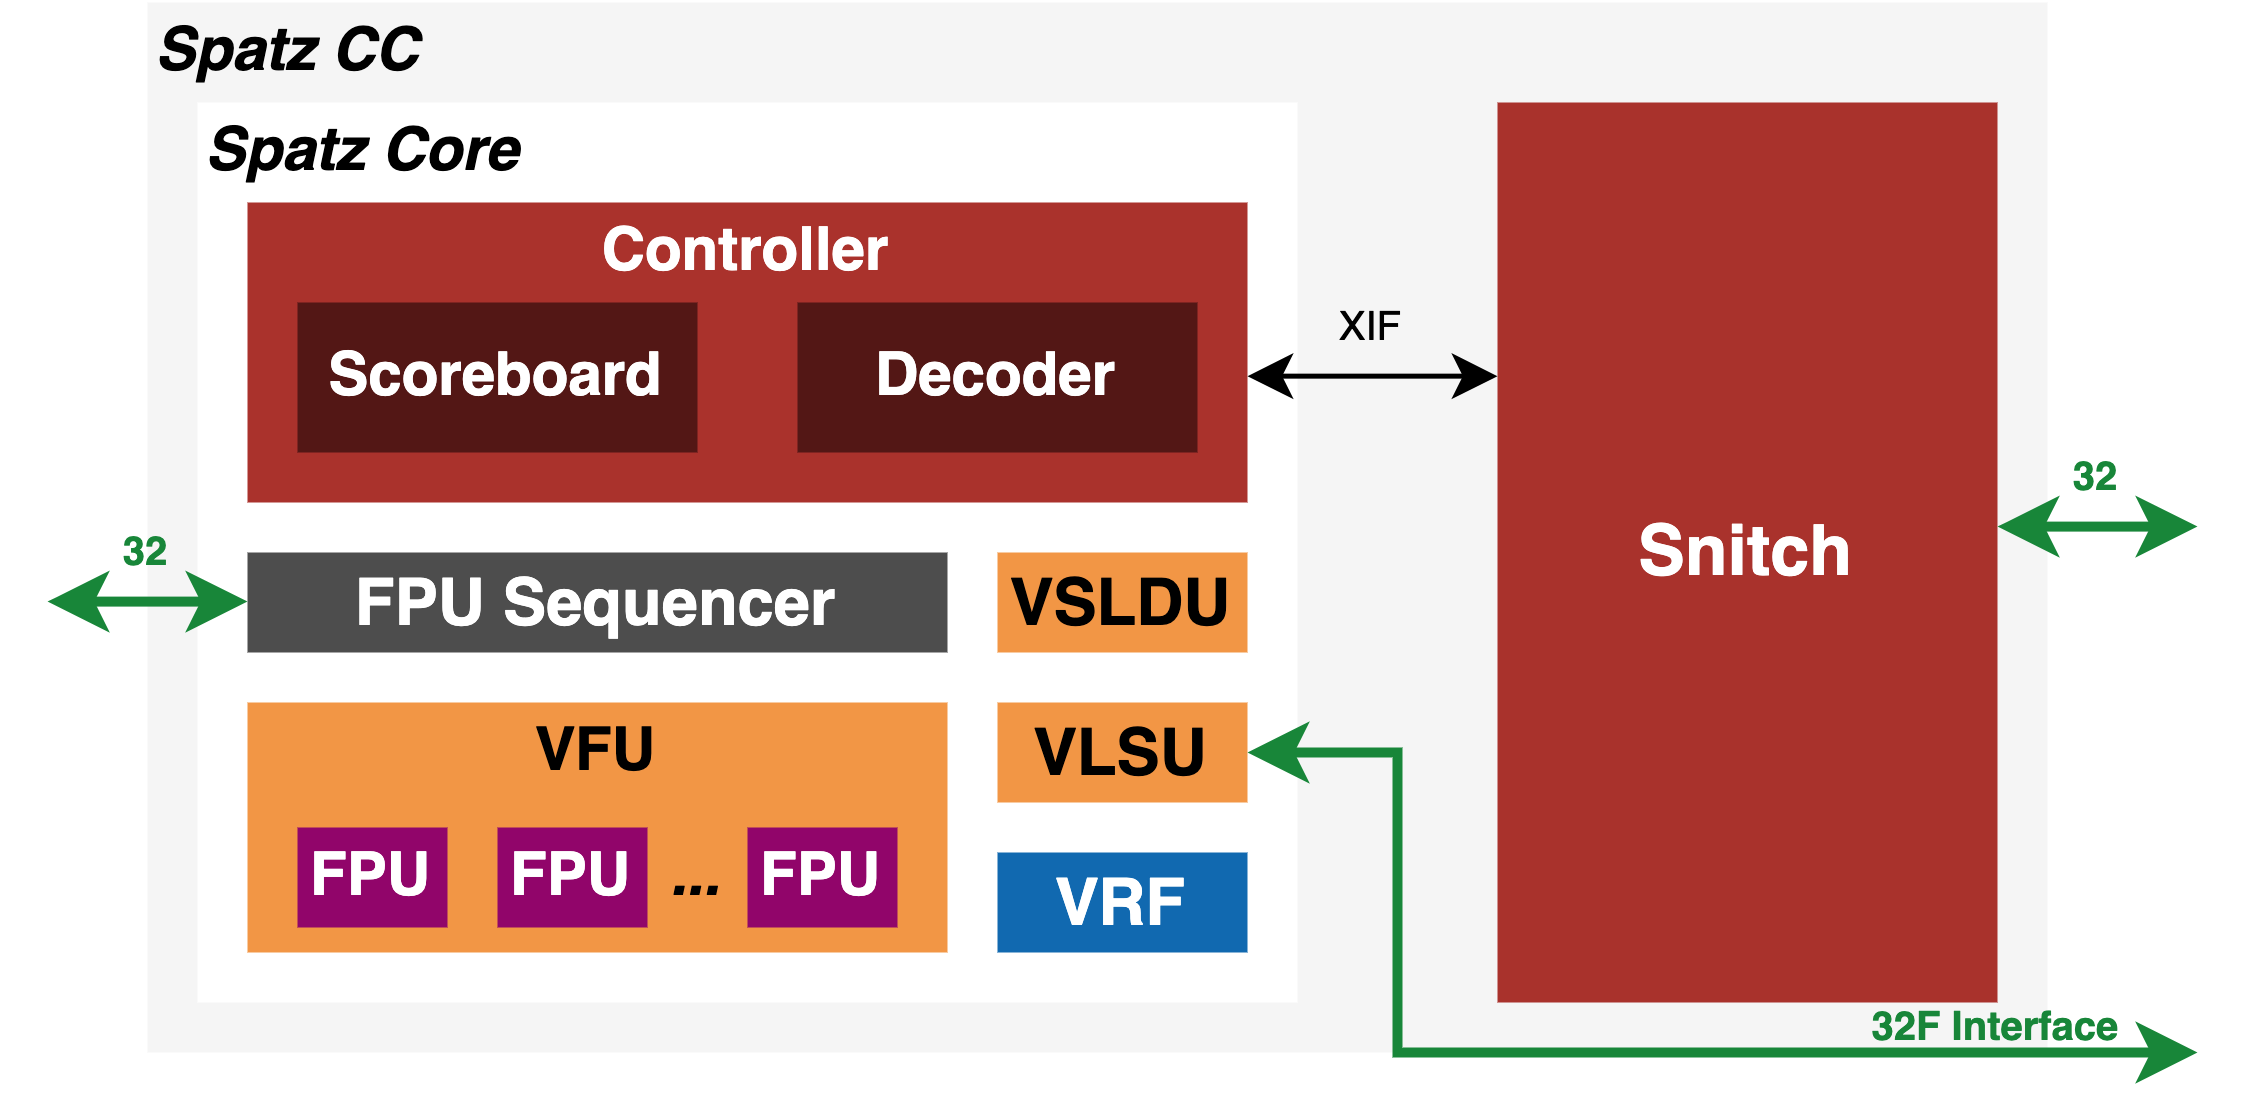 Spatz CC
Spatz Core
Controller
Scoreboard
Decoder
XIF
Snitch
32
32
FPU Sequencer
VSLDU
VFU
VLSU
FPU
FPU
...
FPU
VRF
32F Interface